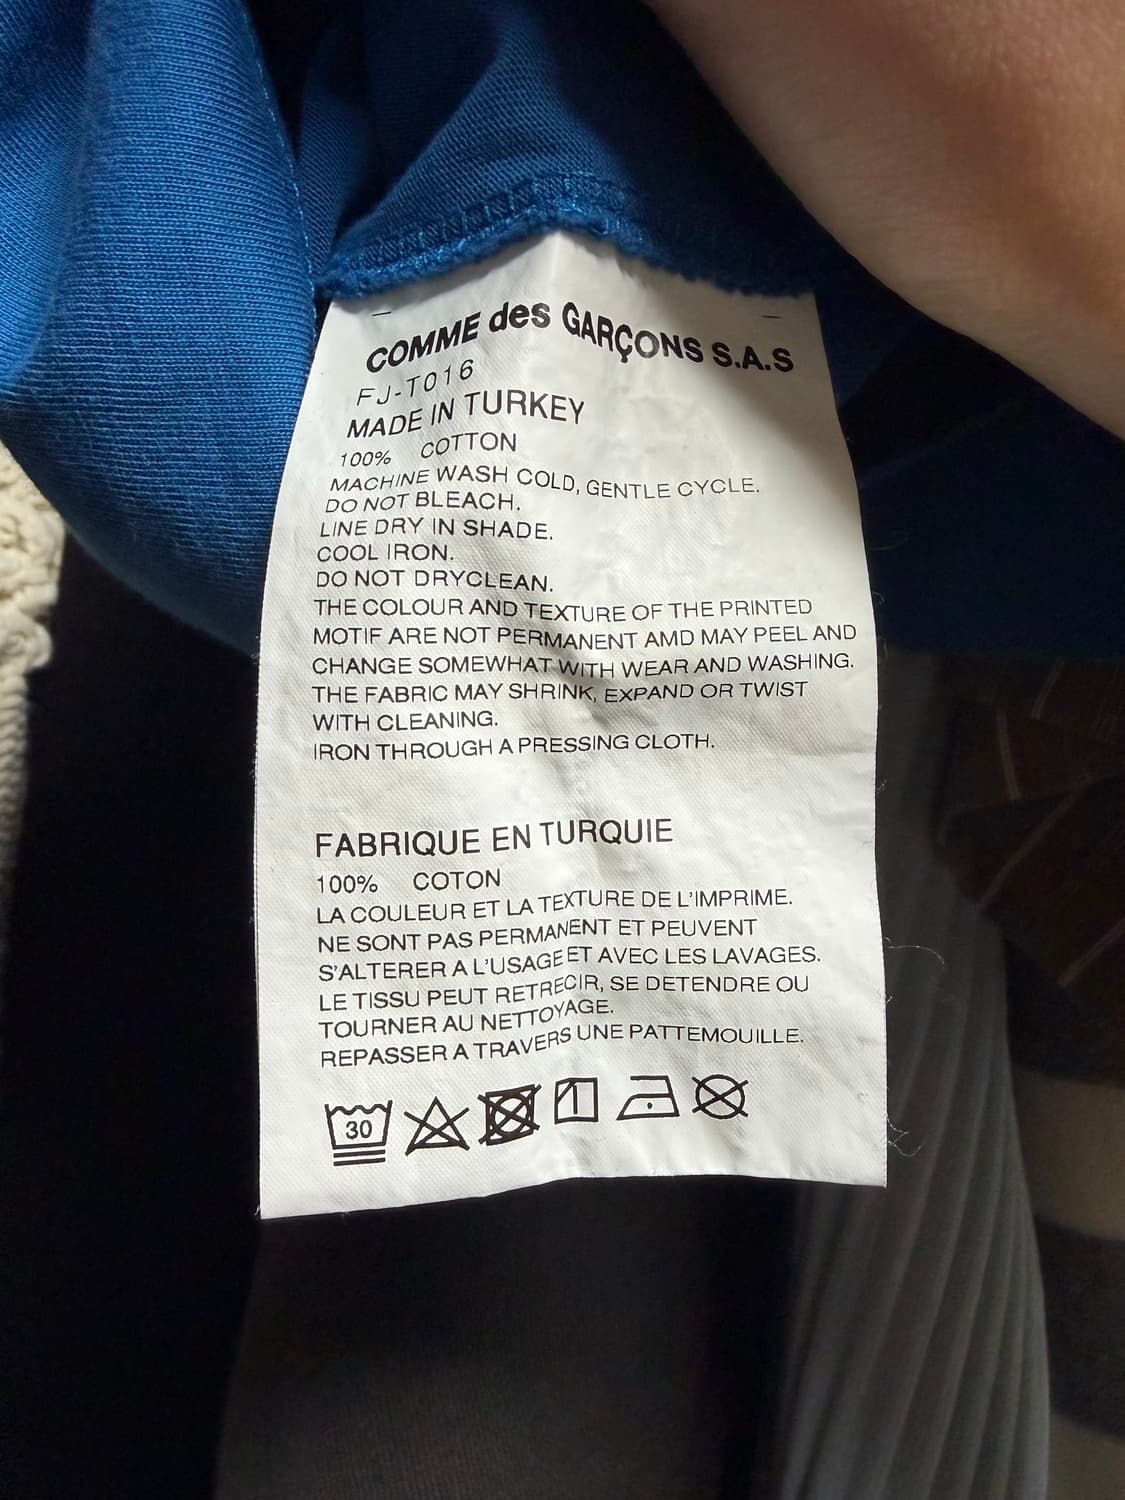 COMME des GARÇONS S.A.S
FJ-T016
MADE IN TURKEY
100% COTTON
MACHINE WASH COLD, GENTLE CYCLE.
DO NOT BLEACH.
LINE DRY IN SHADE.
COOL IRON.
DO NOT DRYCLEAN.
THE COLOUR AND TEXTURE OF THE PRINTED
MOTIF ARE NOT PERMANENT AMD MAY PEEL AND
CHANGE SOMEWHAT WITH WEAR AND WASHING.
THE FABRIC MAY SHRINK, EXPAND OR TWIST
WITH CLEANING.
IRON THROUGH A PRESSING CLOTH.
FABRIQUE EN TURQUIE
100% COTON
LA COULEUR ET LA TEXTURE DE L'IMPRIME.
NE SONT PAS PERMANENT ET PEUVENT
S'ALTERER A L'USAGE ET AVEC LES LAVAGES.
LE TISSU PEUT RETRECIR, SE DETENDRE OU
TOURNER AU NETTOYAGE.
REPASSER A TRAVERS UNE PATTEMOUILLE.
30